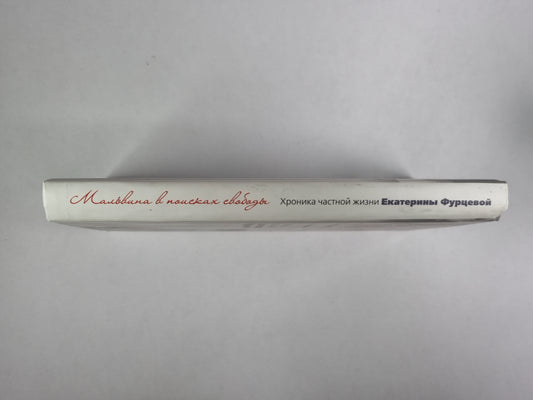 Мальвина в поисках свободы Хроника частной жизни Екатерины Фурцевой